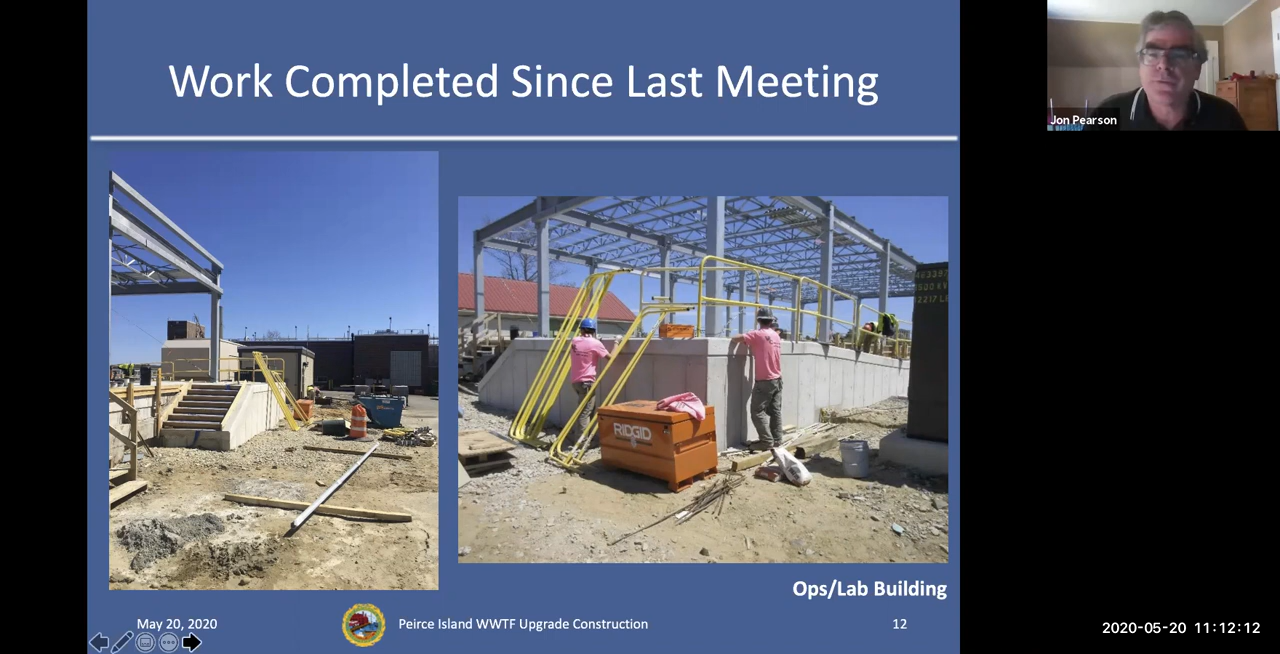 Work Completed Since Last Meeting
Jon Pearson
RIDGID
Ops/Lab Building
May 20, 2020
Peirce Island WWTF Upgrade Construction
12
2020-05-20 11:12:12